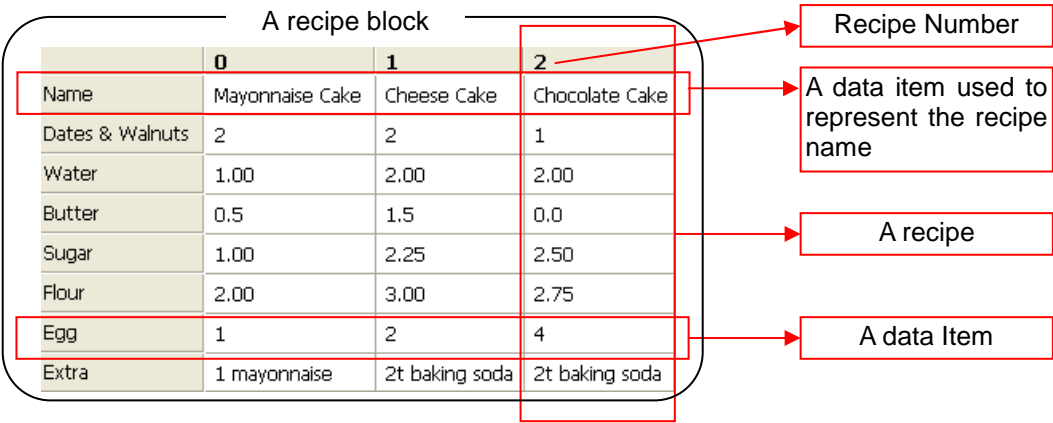 A recipe block
0 1 2
Name Mayonnaise Cake Cheese Cake Chocolate Cake
Dates & Walnuts 2 2 1
Water 1.00 2.00 2.00
Butter 0.5 1.5 0.0
Sugar 1.00 2.25 2.50
Flour 2.00 3.00 2.75
Egg 1 2 4
Extra 1 mayonnaise 2t baking soda 2t baking soda
Recipe Number
A data item used to
represent the recipe
name
A recipe
A data Item